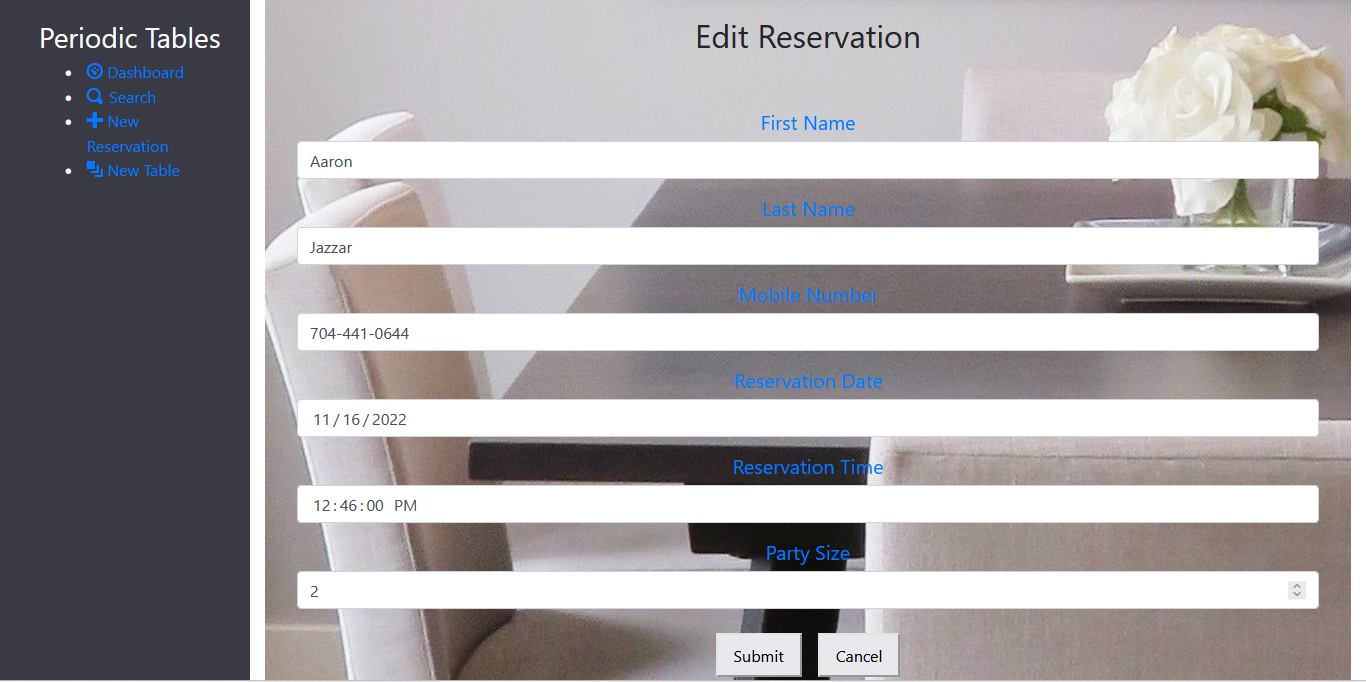 Periodic Tables
Dashboard
Search
New
Reservation
New Table
Edit Reservation
First Name
Aaron
Last Name
Jazzar
Mobile Number
704-441-0644
Reservation Date
11/16/2022
Reservation Time
12:46:00 PM
Party Size
2
Submit Cancel